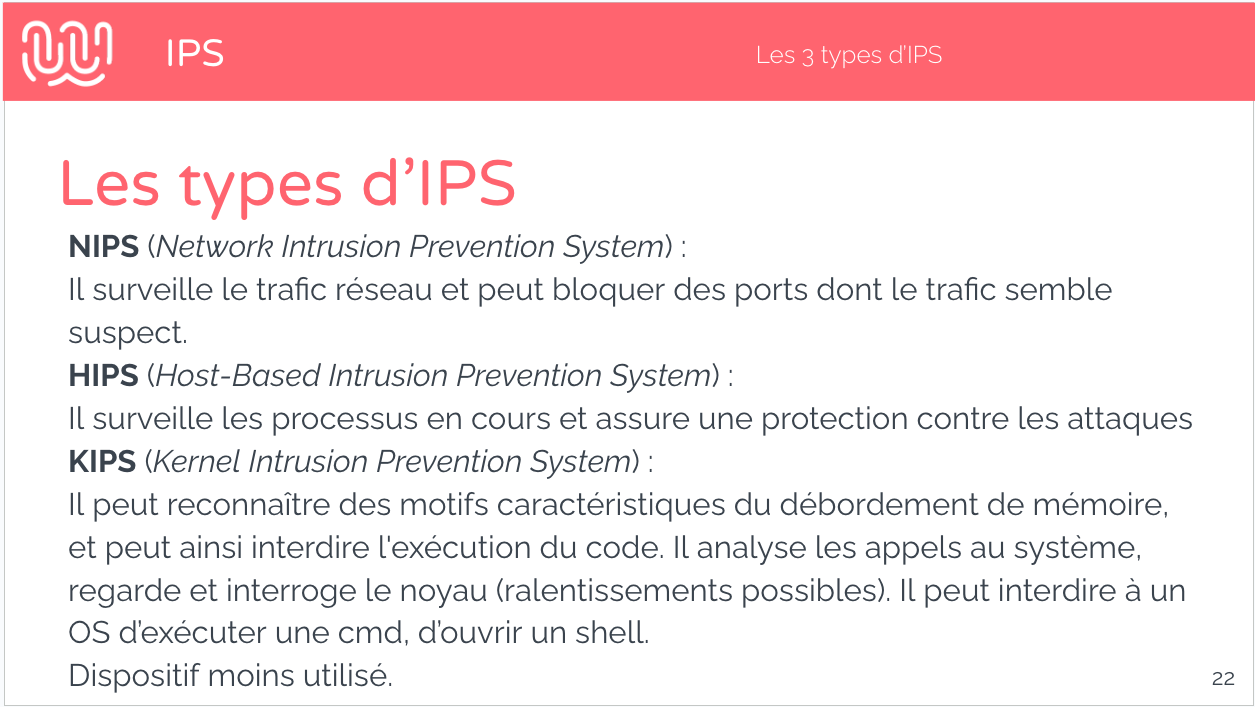 IPS
Les 3 types d’IPS
Les types d’IPS
NIPS (Network Intrusion Prevention System) :
Il surveille le trafic réseau et peut bloquer des ports dont le trafic semble
suspect.
HIPS (Host-Based Intrusion Prevention System) :
Il surveille les processus en cours et assure une protection contre les attaques
KIPS (Kernel Intrusion Prevention System) :
Il peut reconnaître des motifs caractéristiques du débordement de mémoire,
et peut ainsi interdire l'exécution du code. Il analyse les appels au système,
regarde et interroge le noyau (ralentissements possibles). Il peut interdire à un
OS d’exécuter une cmd, d’ouvrir un shell.
Dispositif moins utilisé.
22